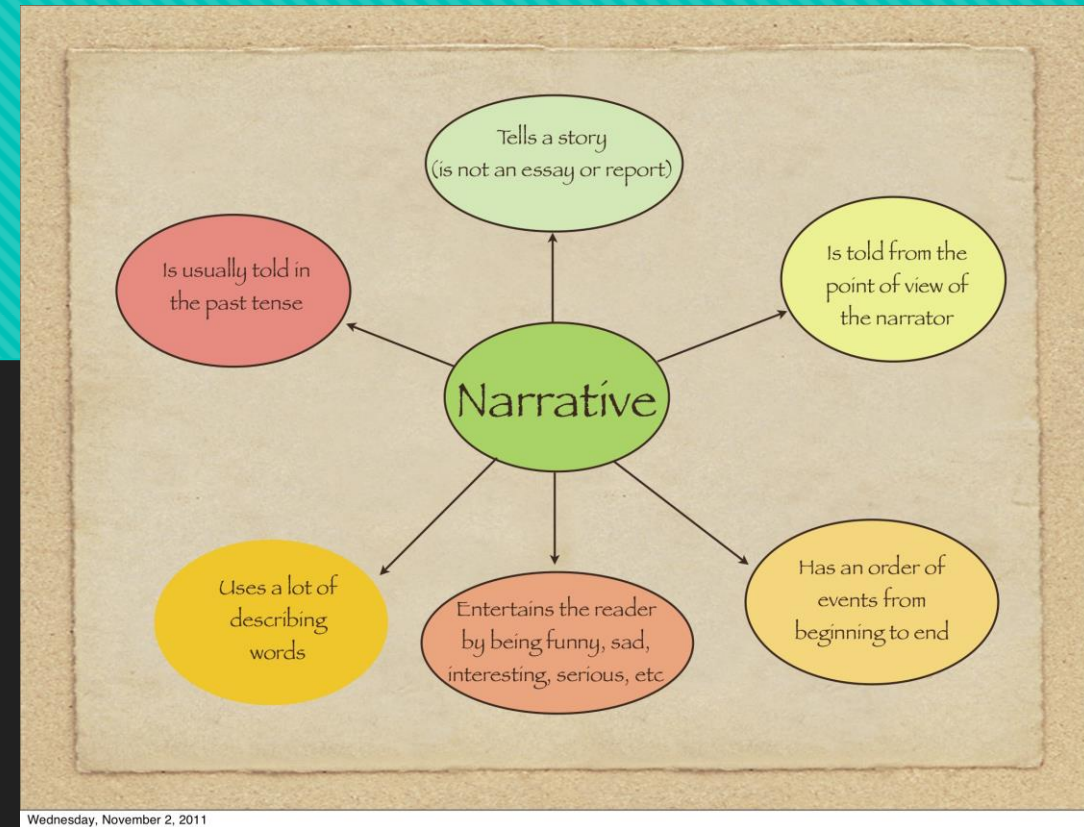 Tells a story
(is not an essay or report)
Is usually told in
the past tense
Is told from the
point of view of
the narrator
Narrative
Uses a lot of
describing
words
Entertains the reader
by being funny, sad,
interesting, serious, etc
Has an order of
events from
beginning to end
Wednesday, November 2, 2011